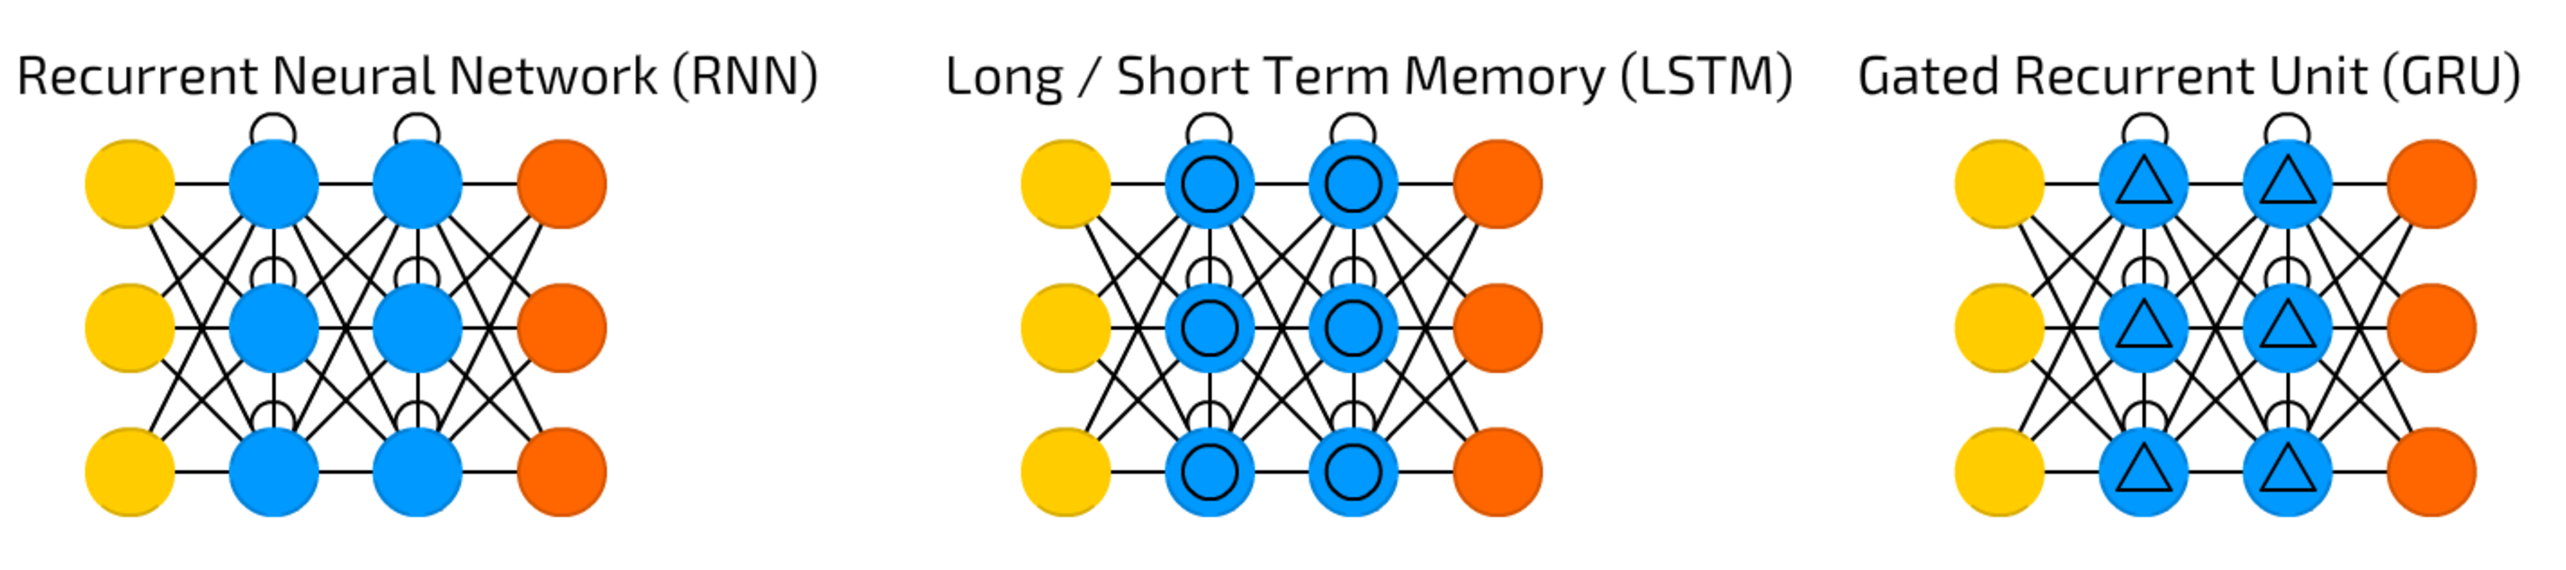 Recurrent Neural Network (RNN)
Long / Short Term Memory (LSTM)
Gated Recurrent Unit (GRU)